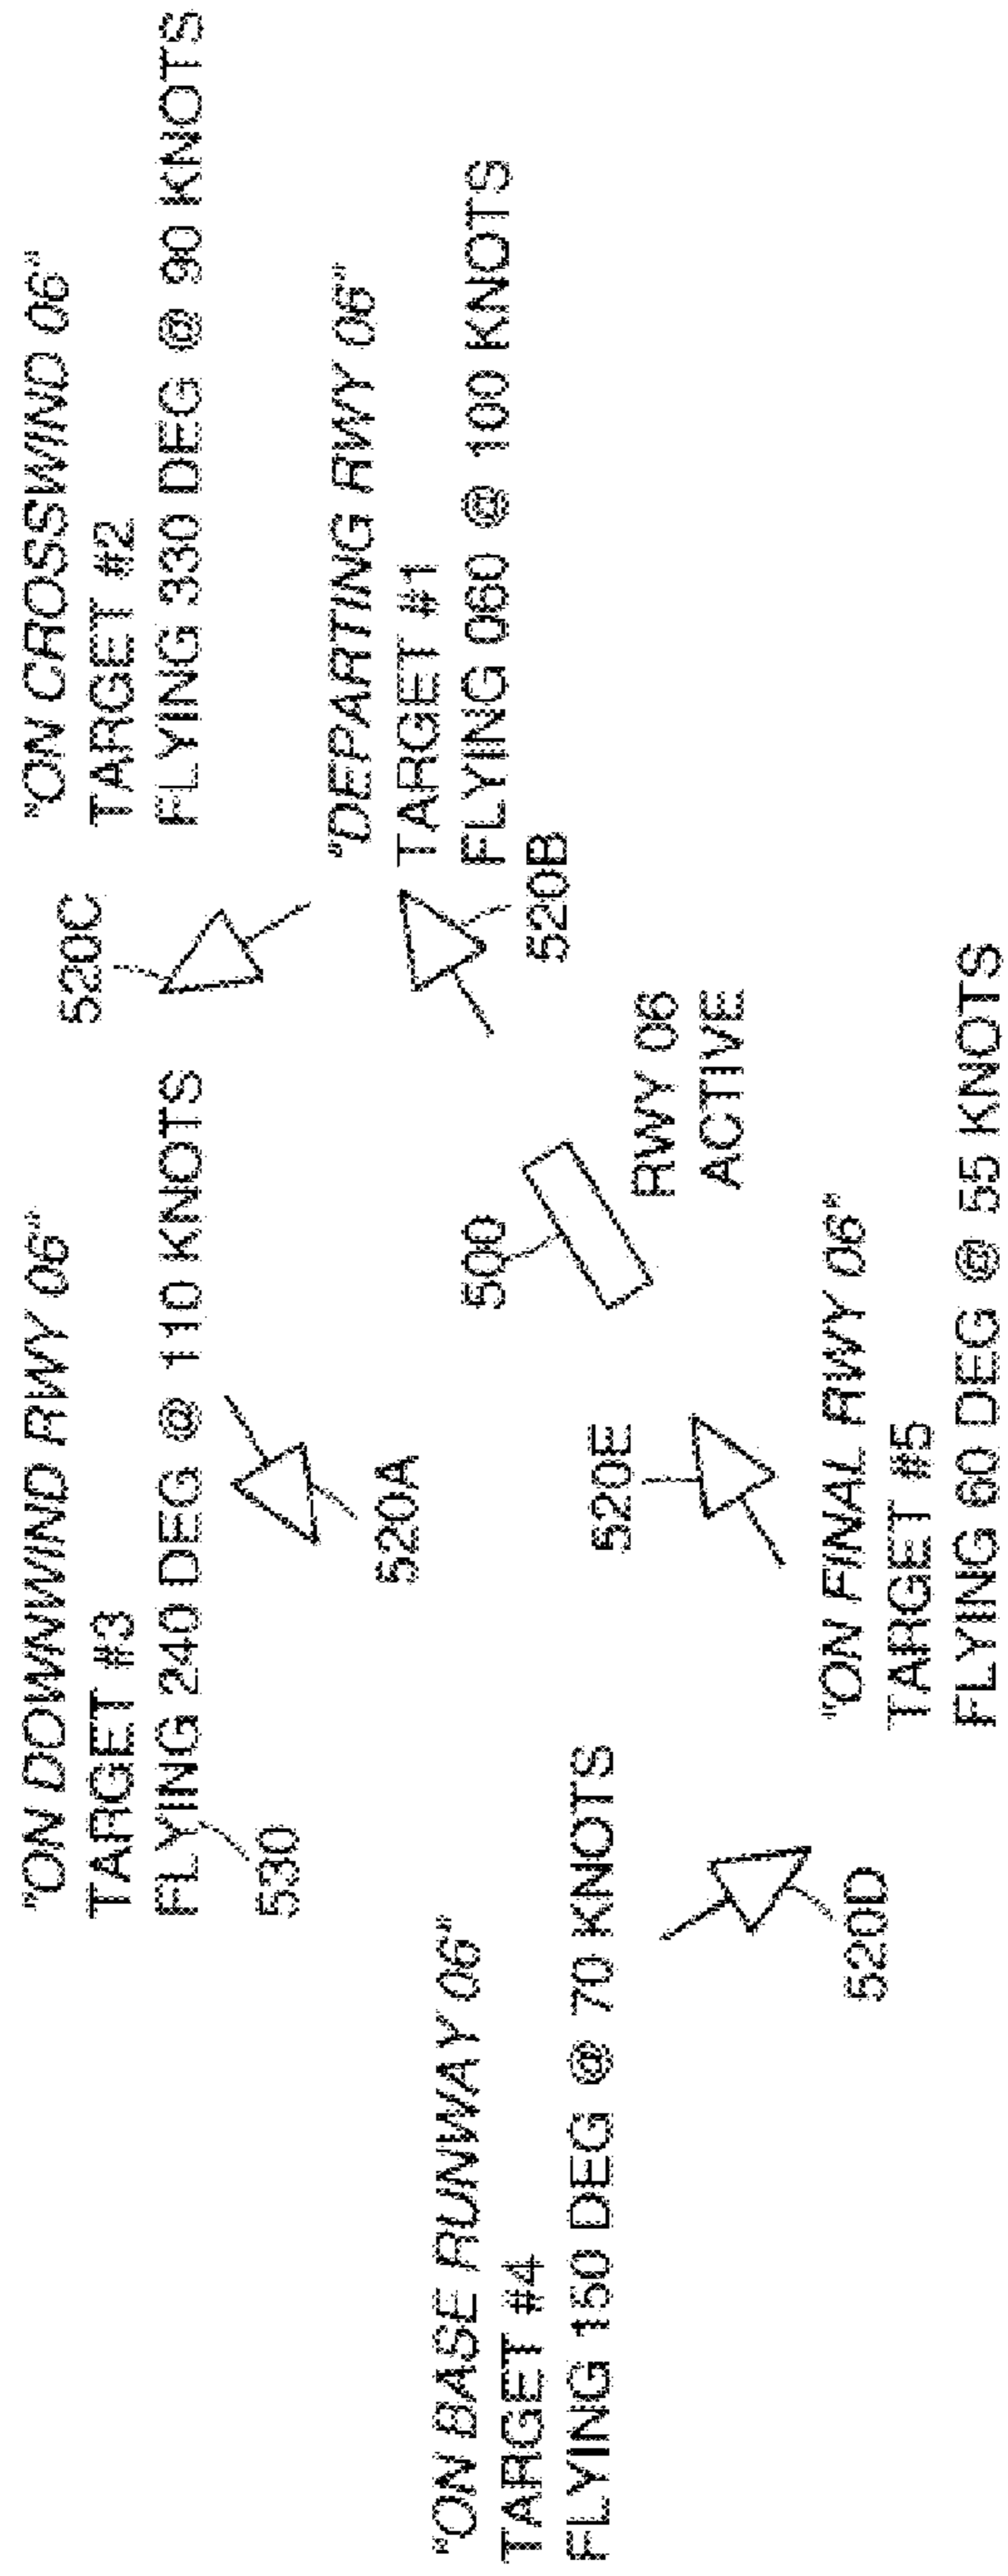 "ON DOWNWIND RWY 06"
TARGET #3
FLYING 240 DEG @ 110 KNOTS
530
520A
"ON CROSSWIND 06"
TARGET #2
FLYING 330 DEG @ 90 KNOTS
520C
"DEPARTING RWY 06"
TARGET #1
FLYING 060 @ 100 KNOTS
520B
500
RWY 06
ACTIVE
"ON BASE RUNWAY 06"
TARGET #4
FLYING 150 DEG @ 70 KNOTS
520D
520E
"ON FINAL RWY 06"
TARGET #5
FLYING 60 DEG @ 55 KNOTS